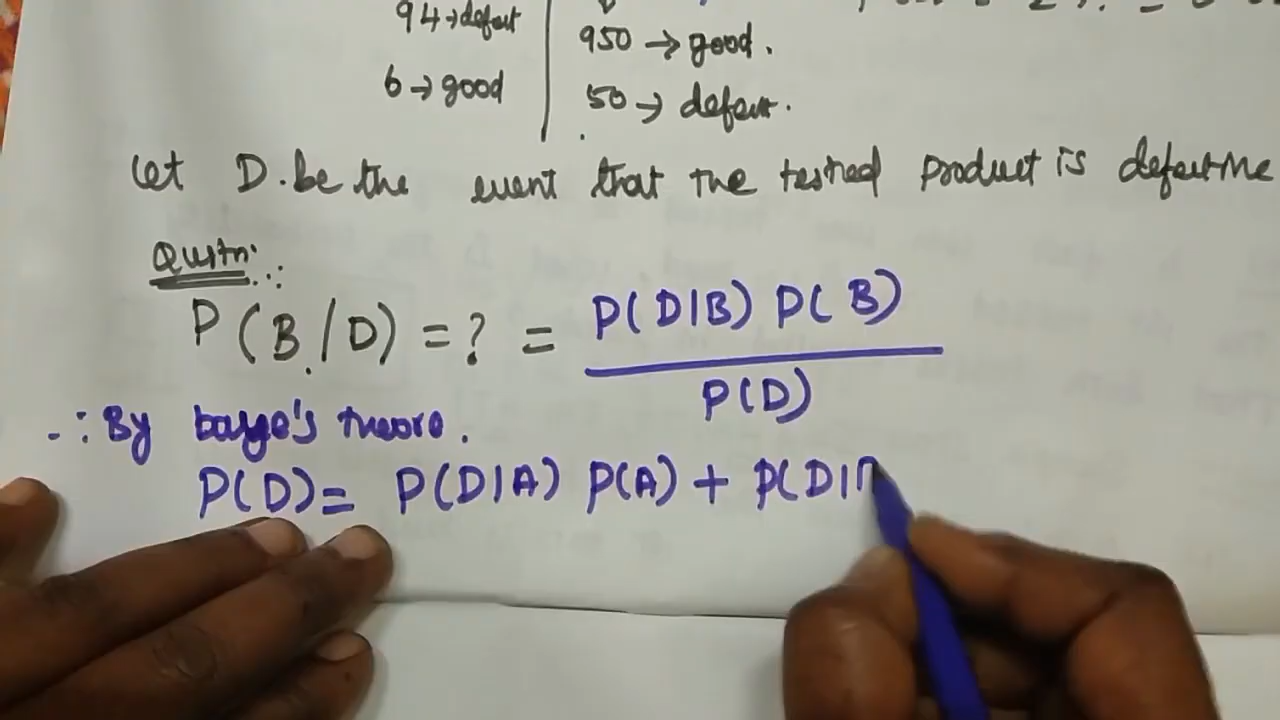 94 → defect
950 → good.
6 → good
50 → defect.
Let D. be the event that the tested product is defective
Qustn:
P(B/D) = ? = P(D|B) P(B)
P(D)
∴ By baye's theore.
P(D) = P(D|A) P(A) + P(D|